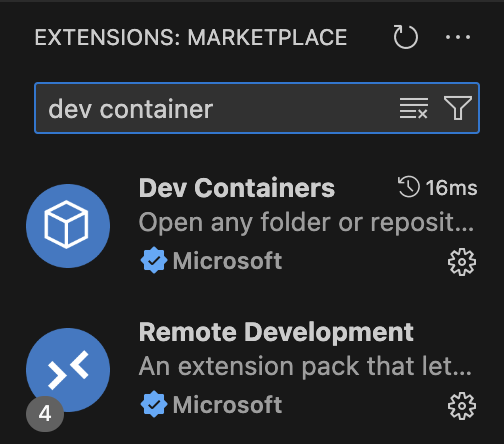 EXTENSIONS: MARKETPLACE
dev container
Dev Containers 16ms
Open any folder or reposit...
Microsoft
Remote Development
An extension pack that let...
4 Microsoft